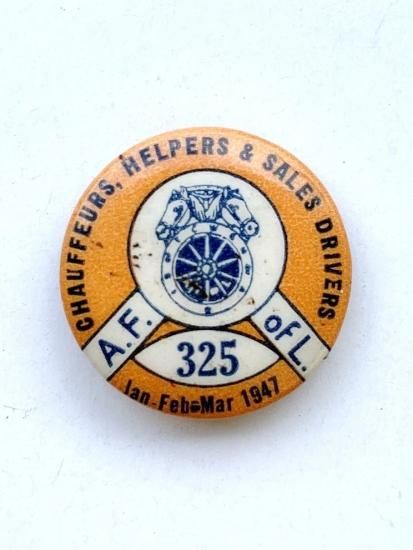 CHAUFFEURS, HELPERS & SALES DRIVERS
A.F. of L.
325
Jan-Feb-Mar 1947